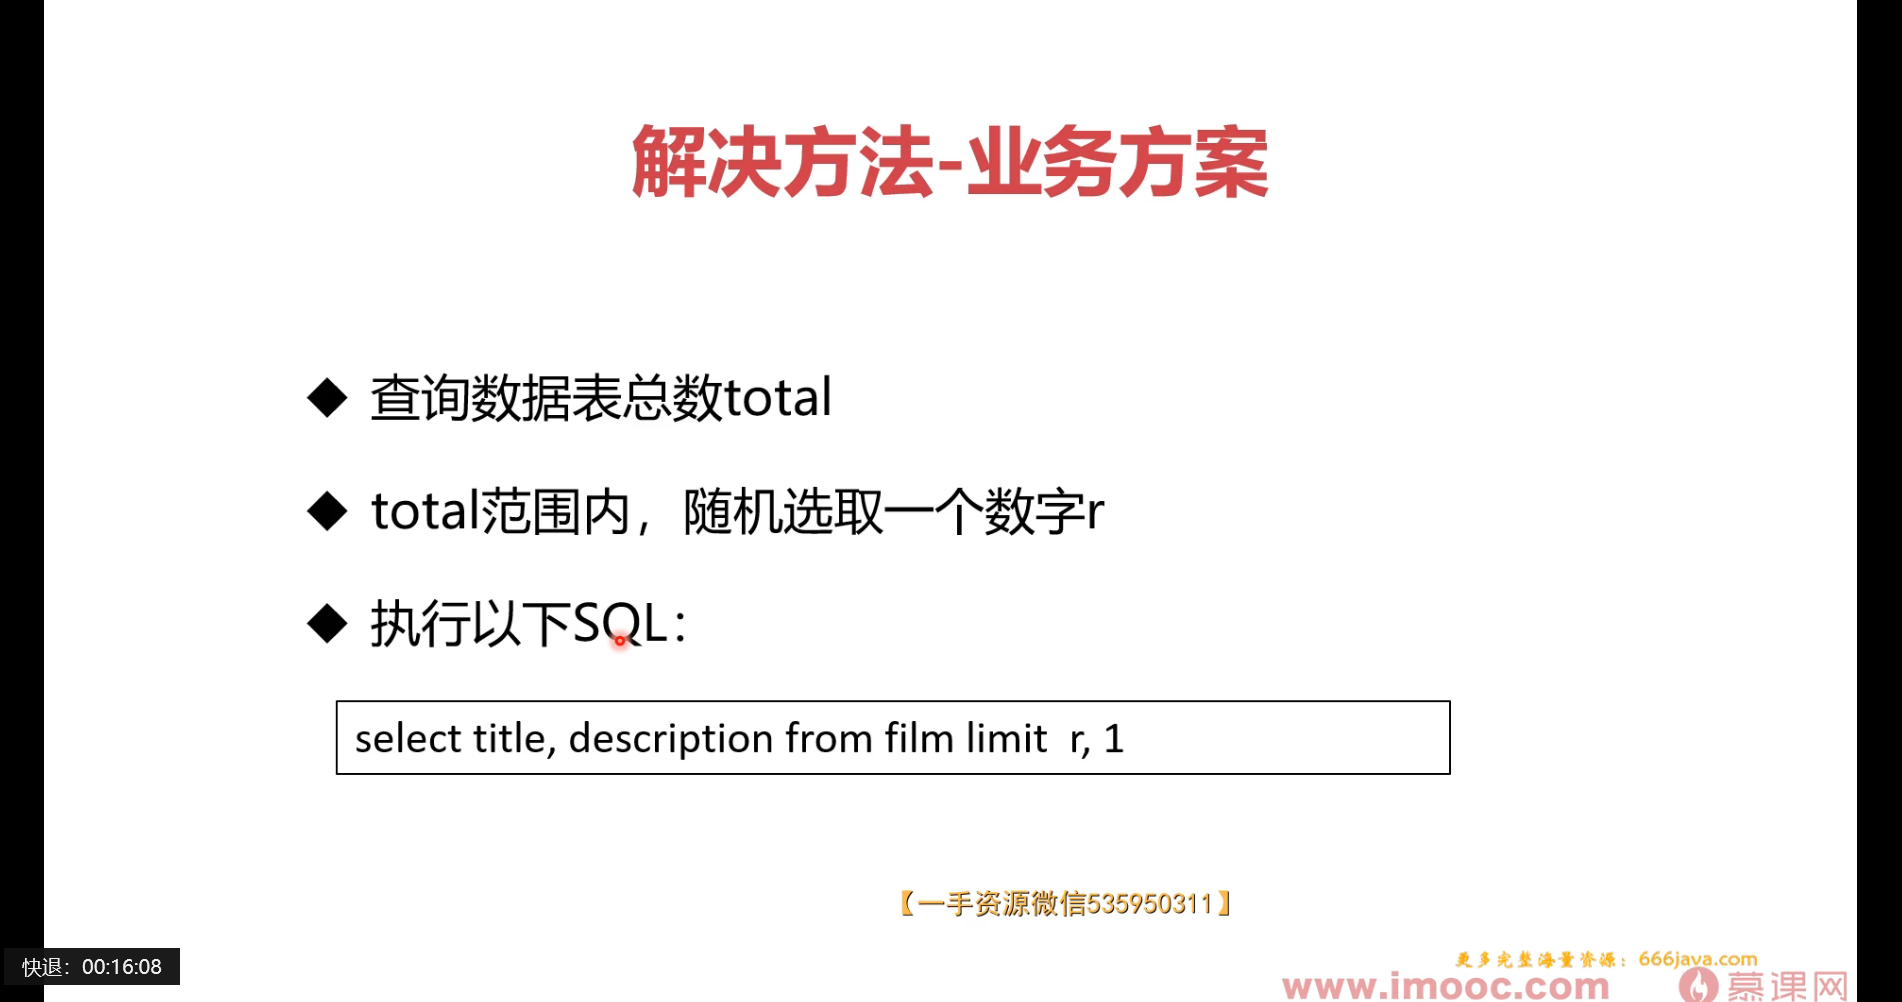 解决方法-业务方案
◆ 查询数据表总数total
◆ total范围内，随机选取一个数字r
◆ 执行以下SQL：
select title, description from film limit r, 1
【一手资源微信535950311】
快退：00:16:08
更多完整海量资源：666java.com
www.imooc.com 慕课网